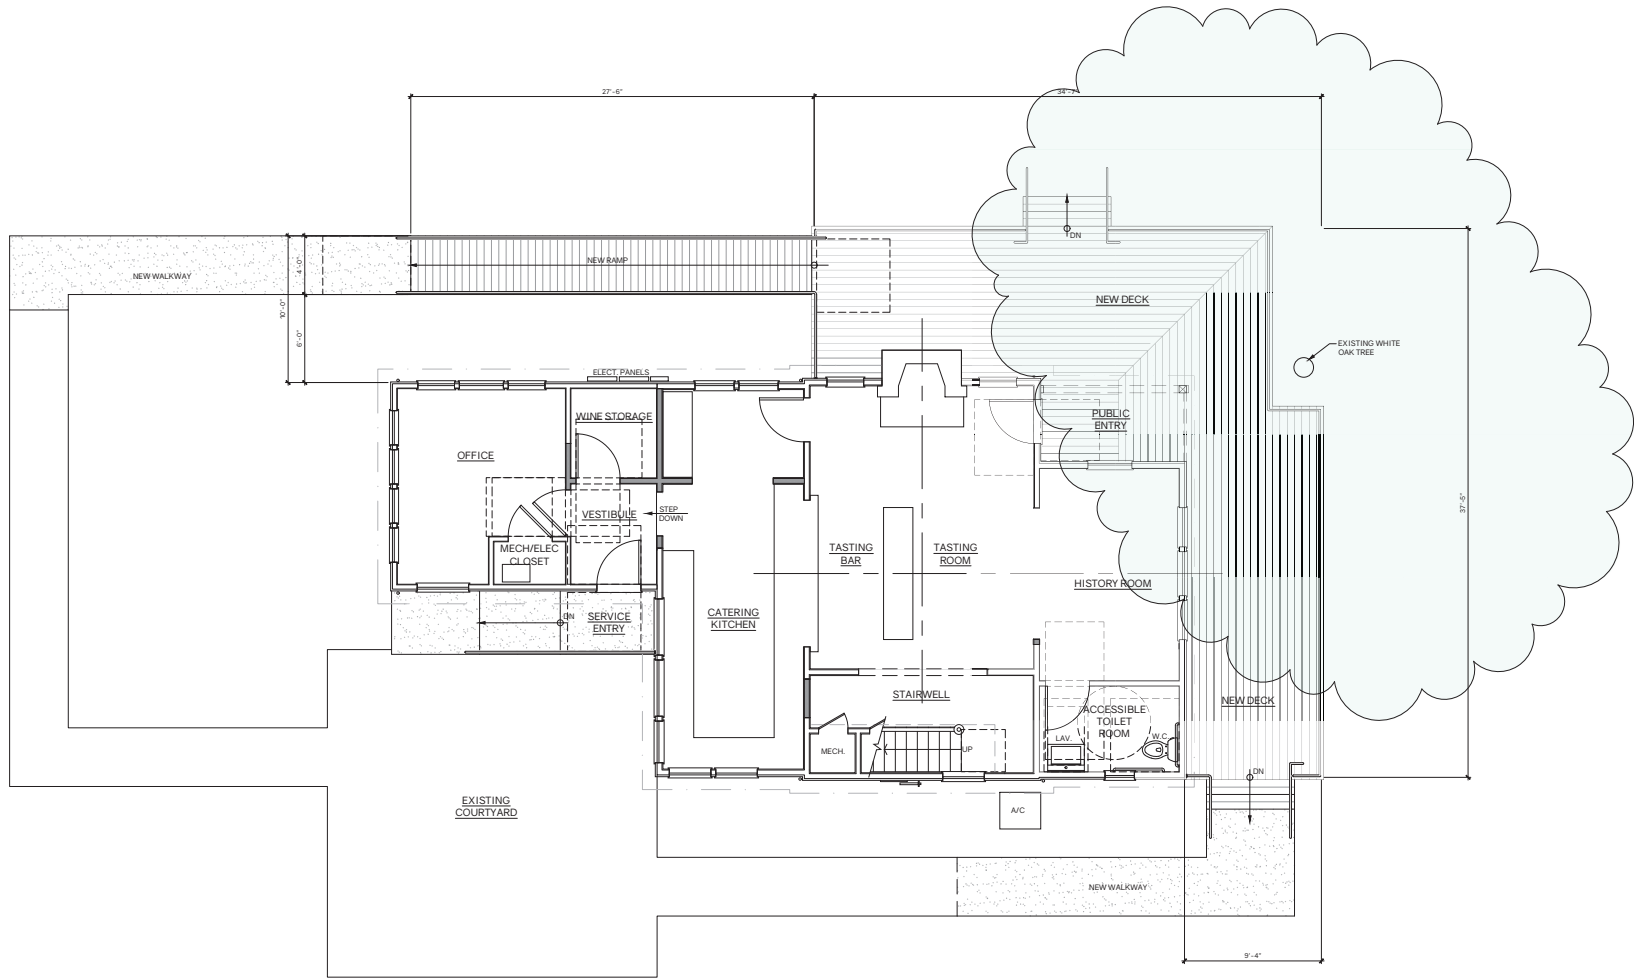 27'-6"
34'-7"
DN
NEW RAMP
4'-0"
NEW WALKWAY
10'-0"
6'-0"
NEW DECK
EXISTING WHITE
OAK TREE
ELECT. PANELS
WINE STORAGE
PUBLIC
ENTRY
OFFICE
37'-5"
STEP
DOWN
VESTIBULE
MECH/ELEC
CLOSET
TASTING
BAR
TASTING
ROOM
HISTORY ROOM
DN
SERVICE
ENTRY
CATERING
KITCHEN
STAIRWELL
NEW DECK
ACCESSIBLE
TOILET
ROOM
LAV.
W.C.
MECH.
UP
DN
EXISTING
COURTYARD
A/C
NEW WALKWAY
9'-4"